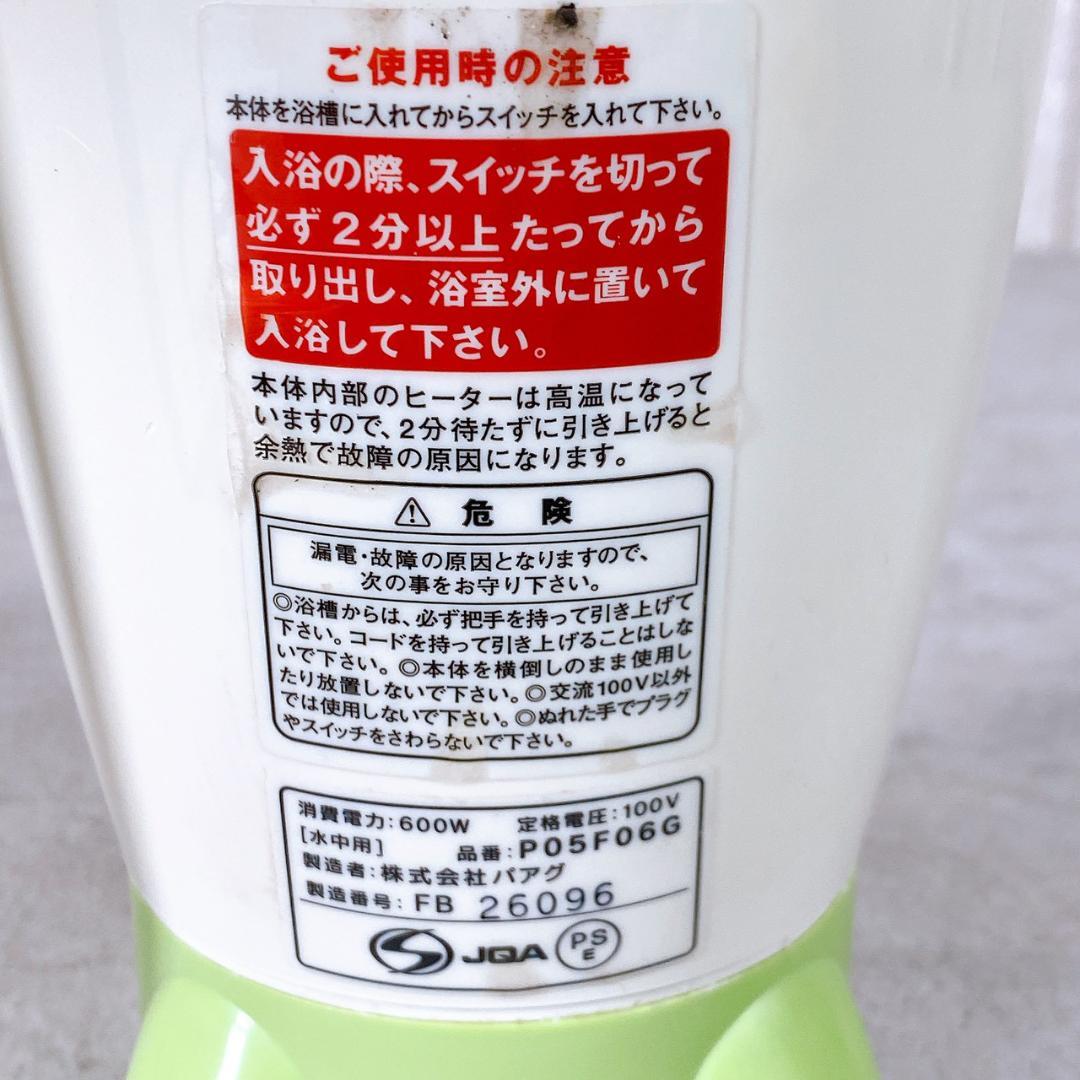 ご使用時の注意
本体を浴槽に入れてからスイッチを入れて下さい。
入浴の際、スイッチを切って
必ず2分以上たってから
取り出し、浴室外に置いて
入浴して下さい。
本体内部のヒーターは高温になって
いますので、2分待たずに引き上げると
余熱で故障の原因になります。
⚠ 危 険
漏電・故障の原因となりますので、
次の事をお守り下さい。
◎浴槽からは、必ず把手を持って引き上げて
下さい。コードを持って引き上げることはしな
いで下さい。◎本体を横倒しのまま使用し
たり放置しないで下さい。◎交流100V以外
では使用しないで下さい。◎ぬれた手でプラグ
やスイッチをさわらないで下さい。
消費電力：600W 定格電圧：100V
[水中用] 品番：P05F06G
製造者：株式会社パアグ
製造番号：FB 26096
JQA PSE